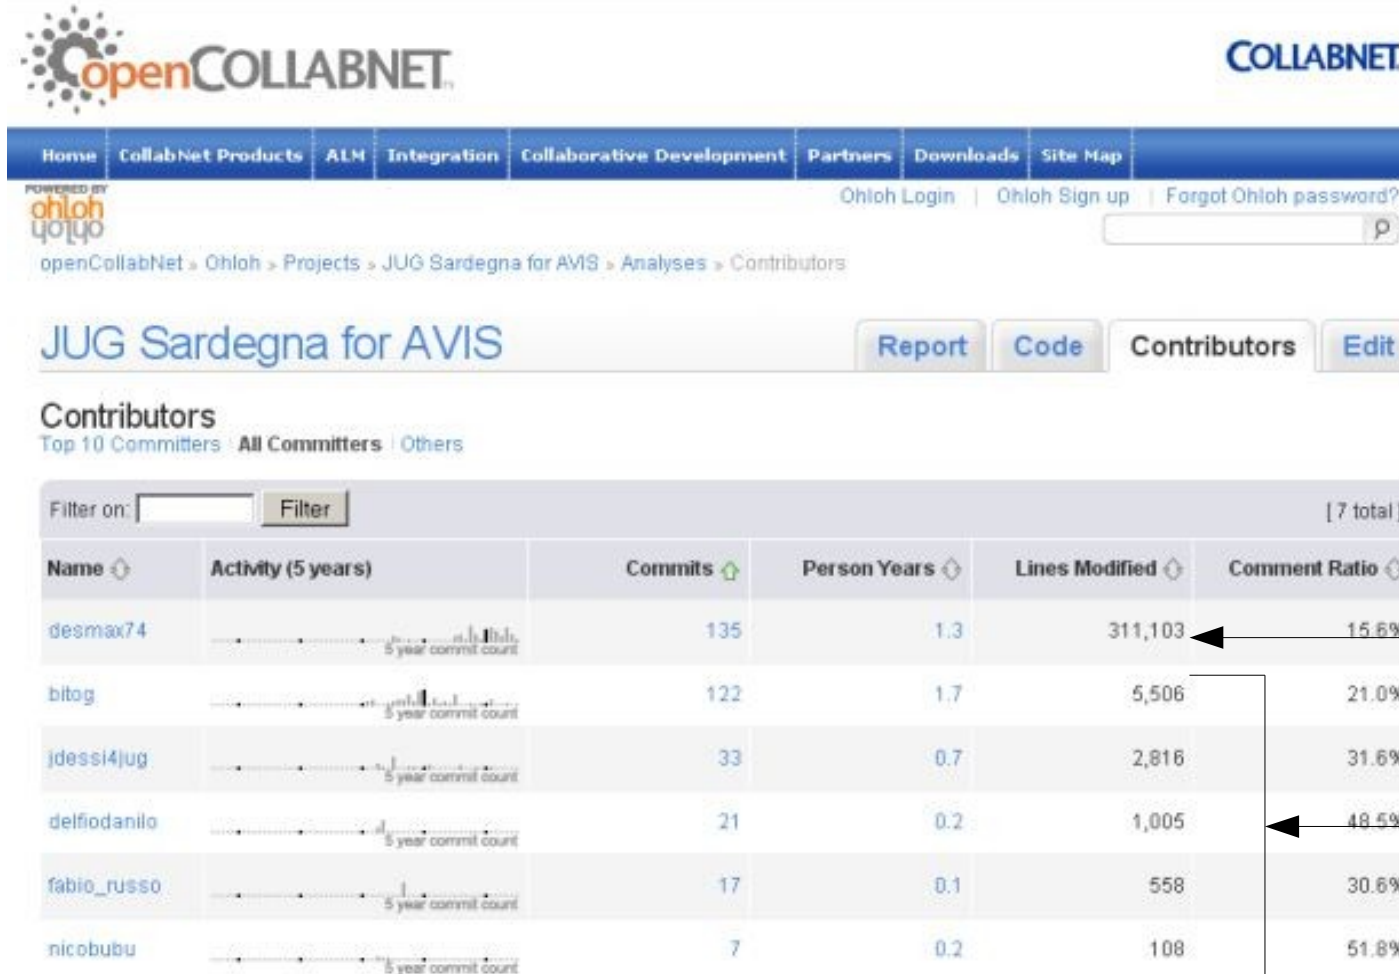 openCOLLABNET
COLLABNET
Home CollabNet Products ALM Integration Collaborative Development Partners Downloads Site Map
POWERED BY
ohloh
Ohloh Login | Ohloh Sign up | Forgot Ohloh password?
openCollabNet » Ohloh » Projects » JUG Sardegna for AVIS » Analyses » Contributors
JUG Sardegna for AVIS Report Code Contributors Edit
Contributors
Top 10 Committers | All Committers | Others
Filter on: Filter [ 7 total ]
Name Activity (5 years) Commits Person Years Lines Modified Comment Ratio
desmax74 5 year commit count 135 1.3 311,103 15.6%
bitog 5 year commit count 122 1.7 5,506 21.0%
jdessi4jug 5 year commit count 33 0.7 2,816 31.6%
delfiodanilo 5 year commit count 21 0.2 1,005 48.5%
fabio_russo 5 year commit count 17 0.1 558 30.6%
nicobubu 5 year commit count 7 0.2 108 51.8%